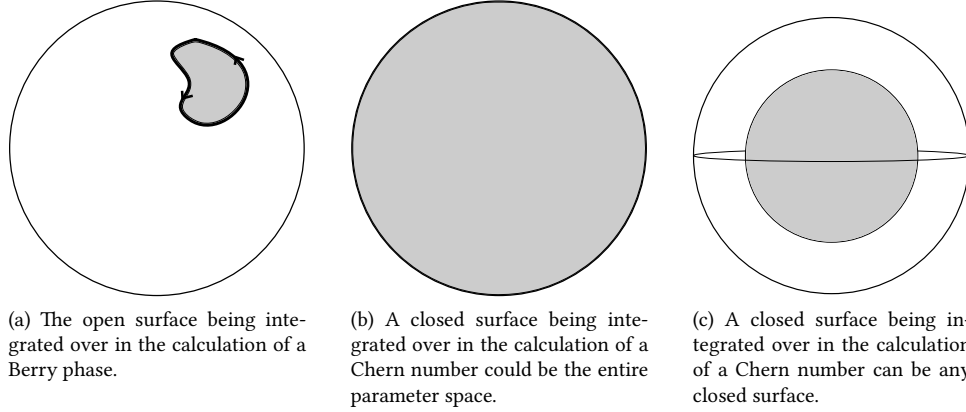 (a) The open surface being inte-
grated over in the calculation of a
Berry phase.
(b) A closed surface being inte-
grated over in the calculation of a
Chern number could be the entire
parameter space.
(c) A closed surface being in-
tegrated over in the calculation
of a Chern number can be any
closed surface.